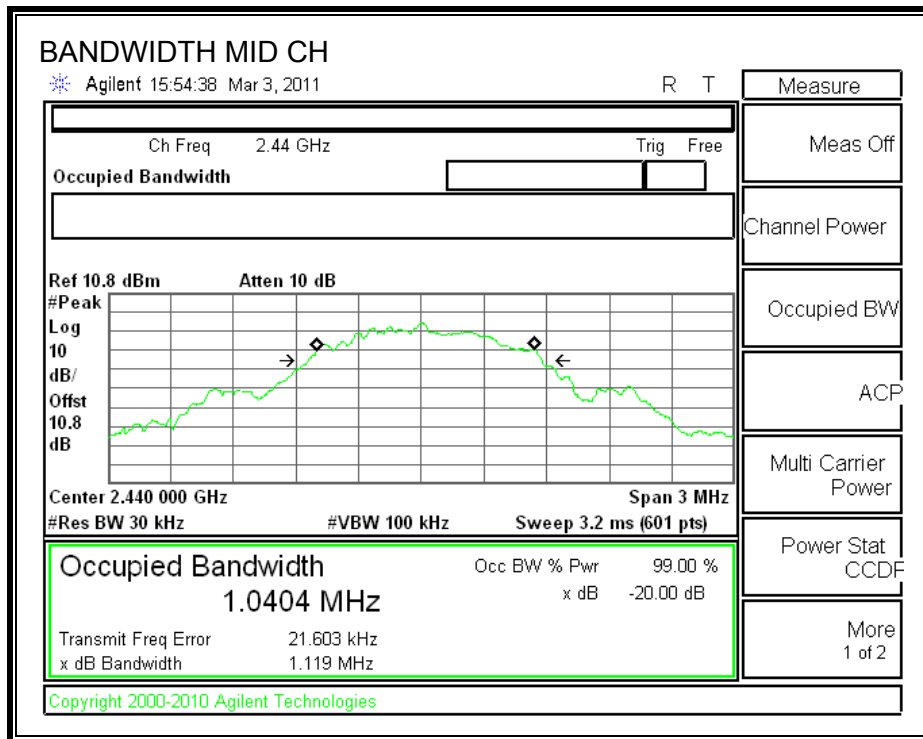 BANDWIDTH MID CH
Agilent 15:54:38 Mar 3, 2011 R T
Measure
Ch Freq 2.44 GHz Trig Free
Meas Off
Occupied Bandwidth
Channel Power
Ref 10.8 dBm Atten 10 dB
#Peak
Log
10
dB/
Offst
10.8
dB
Occupied BW
ACP
Multi Carrier
Power
Center 2.440 000 GHz Span 3 MHz
#Res BW 30 kHz #VBW 100 kHz Sweep 3.2 ms (601 pts)
Power Stat
CCDF
Occupied Bandwidth Occ BW % Pwr 99.00 %
1.0404 MHz x dB -20.00 dB
Transmit Freq Error 21.603 kHz
x dB Bandwidth 1.119 MHz
More
1 of 2
Copyright 2000-2010 Agilent Technologies